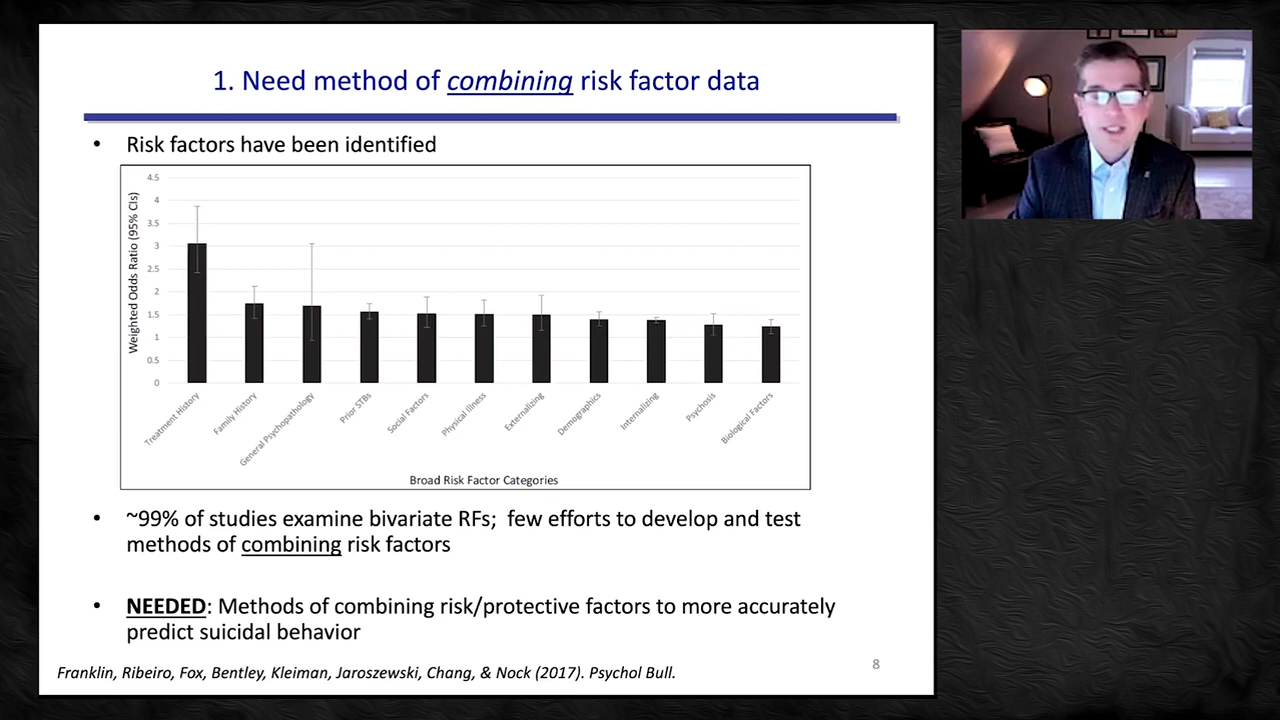 1. Need method of combining risk factor data
• Risk factors have been identified
Weighted Odds Ratio (95% CIs)
4.5
4
3.5
3
2.5
2
1.5
1
0.5
0
Treatment History
Family History
General Psychopathology
Prior STBs
Social Factors
Physical Illness
Externalizing
Demographics
Internalizing
Psychosis
Biological Factors
Broad Risk Factor Categories
• ~99% of studies examine bivariate RFs; few efforts to develop and test
methods of combining risk factors
• NEEDED: Methods of combining risk/protective factors to more accurately
predict suicidal behavior
Franklin, Ribeiro, Fox, Bentley, Kleiman, Jaroszewski, Chang, & Nock (2017). Psychol Bull.
8